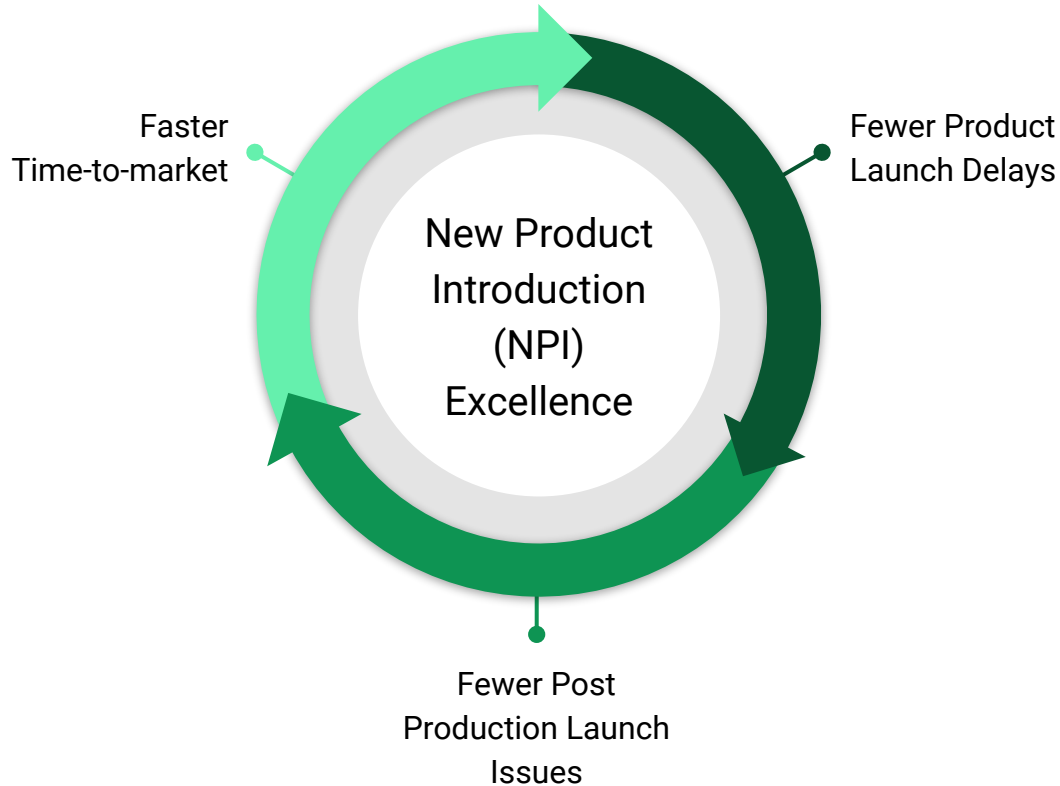 Faster
Time-to-market
Fewer Product
Launch Delays
New Product
Introduction
(NPI)
Excellence
Fewer Post
Production Launch
Issues